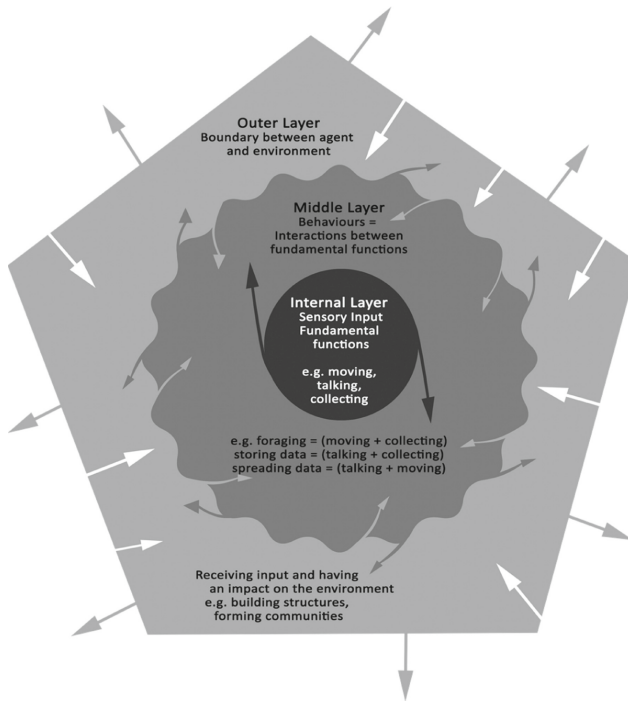 Outer Layer
Boundary between agent
and environment
Middle Layer
Behaviours =
Interactions between
fundamental functions
Internal Layer
Sensory Input
Fundamental
functions
e.g. moving,
talking,
collecting
e.g. foraging = (moving + collecting)
storing data = (talking + collecting)
spreading data = (talking + moving)
Receiving input and having
an impact on the environment
e.g. building structures,
forming communities